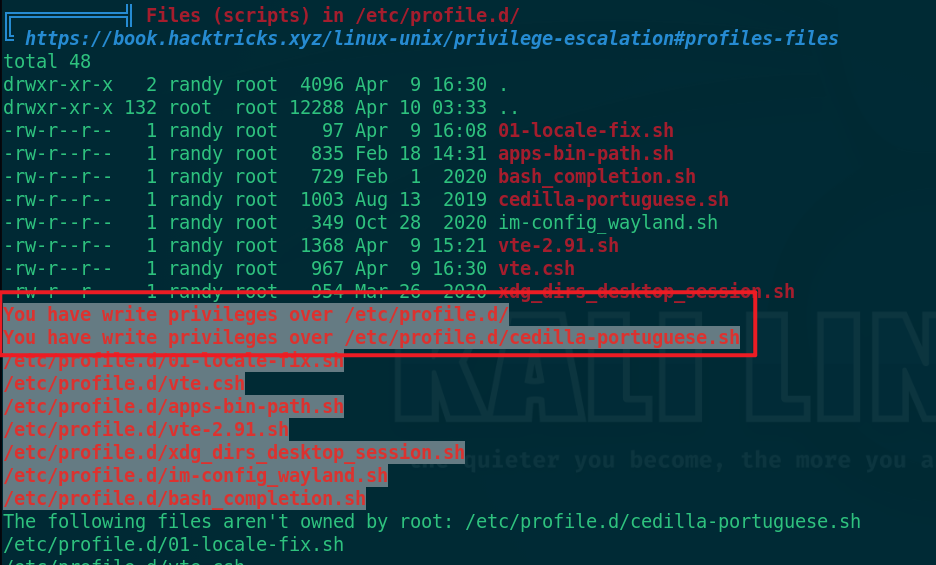 Files (scripts) in /etc/profile.d/
https://book.hacktricks.xyz/linux-unix/privilege-escalation#profiles-files
total 48
drwxr-xr-x   2 randy root  4096 Apr  9 16:30 .
drwxr-xr-x 132 root  root 12288 Apr 10 03:33 ..
-rw-r--r--   1 randy root    97 Apr  9 16:08 01-locale-fix.sh
-rw-r--r--   1 randy root   835 Feb 18 14:31 apps-bin-path.sh
-rw-r--r--   1 randy root   729 Feb  1  2020 bash_completion.sh
-rw-r--r--   1 randy root  1003 Aug 13  2019 cedilla-portuguese.sh
-rw-r--r--   1 randy root   349 Oct 28  2020 im-config_wayland.sh
-rw-r--r--   1 randy root  1368 Apr  9 15:21 vte-2.91.sh
-rw-r--r--   1 randy root   967 Apr  9 16:30 vte.csh
-rw-r--r--   1 randy root   954 Mar 26  2020 xdg_dirs_desktop_session.sh
You have write privileges over /etc/profile.d/
You have write privileges over /etc/profile.d/cedilla-portuguese.sh
/etc/profile.d/01-locale-fix.sh
/etc/profile.d/vte.csh
/etc/profile.d/apps-bin-path.sh
/etc/profile.d/vte-2.91.sh
/etc/profile.d/xdg_dirs_desktop_session.sh
/etc/profile.d/im-config_wayland.sh
/etc/profile.d/bash_completion.sh
The following files aren't owned by root: /etc/profile.d/cedilla-portuguese.sh
/etc/profile.d/01-locale-fix.sh
/etc/profile.d/vte.csh
KALI LIN
the quieter you become, the more you a